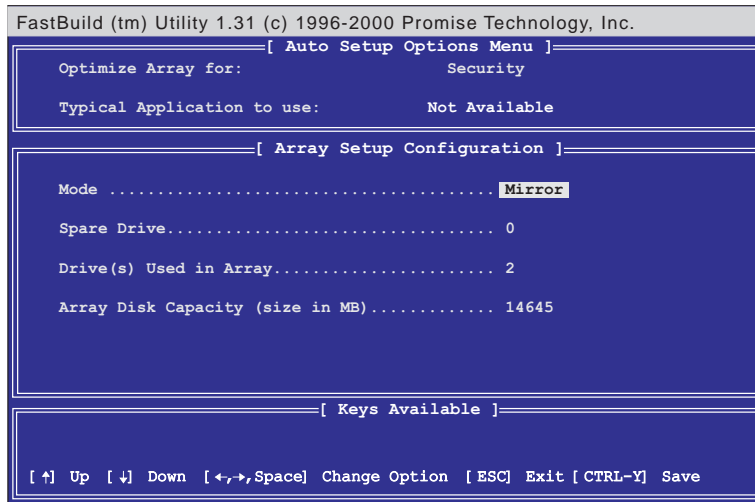 FastBuild (tm) Utility 1.31 (c) 1996-2000 Promise Technology, Inc.
[ Auto Setup Options Menu ]
Optimize Array for: Security
Typical Application to use: Not Available
[ Array Setup Configuration ]
Mode ........................................ Mirror
Spare Drive.................................. 0
Drive(s) Used in Array....................... 2
Array Disk Capacity (size in MB)............. 14645
[ Keys Available ]
[ ↑] Up [ ↓] Down [ ←,→,Space] Change Option [ ESC] Exit [ CTRL-Y] Save